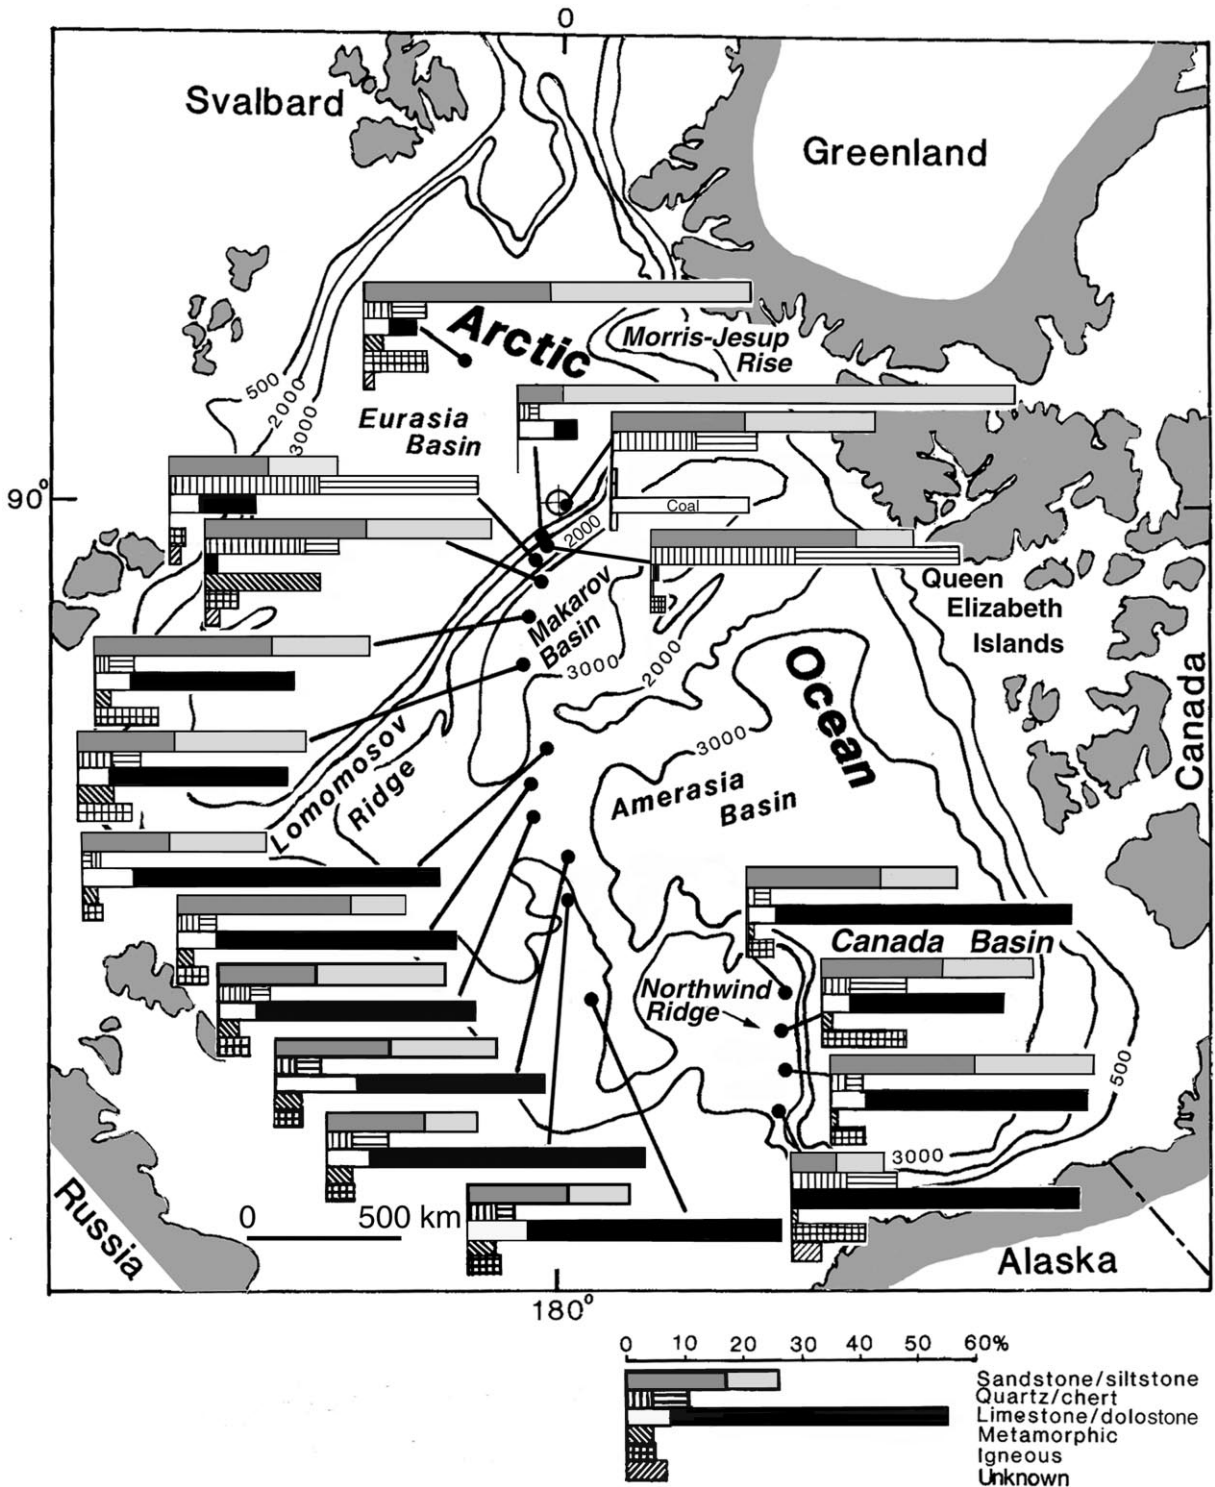 0
Svalbard
Greenland
Arctic
Morris-Jesup
Rise
500
2000
3000
Eurasia
Basin
90°
Coal
2000
Queen
Elizabeth
Islands
Makarov
Basin
3000
2000
Ocean
Canada
3000
Lomomosov
Ridge
Amerasia
Basin
Canada Basin
Northwind
Ridge
500
3000
Russia
0 500 km
Alaska
180°
0 10 20 30 40 50 60%
Sandstone/siltstone
Quartz/chert
Limestone/dolostone
Metamorphic
Igneous
Unknown